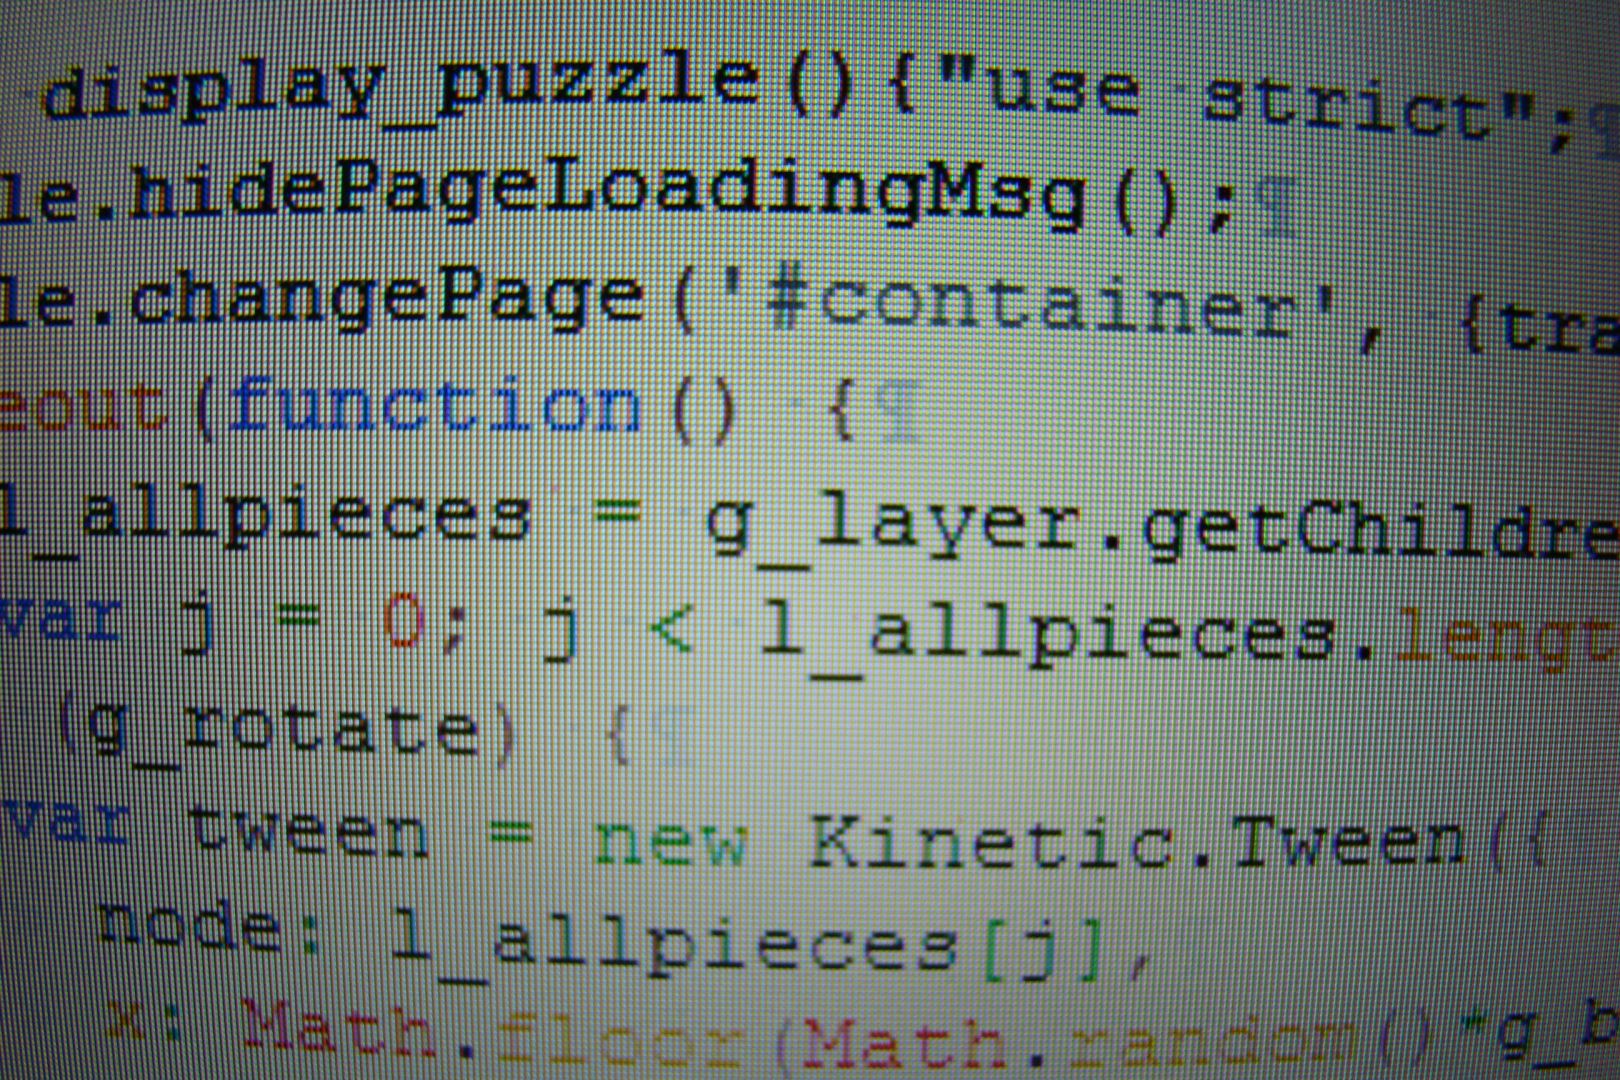 display_puzzle(){"use strict";¶
le.hidePageLoadingMsg();¶
le.changePage('#container', {tra
eout(function() {¶
l_allpieces = g_layer.getChildre
var j = 0; j < l_allpieces.lengt
(g_rotate) {¶
var tween = new Kinetic.Tween({
node: l_allpieces[j],
x: Math.floor(Math.random()*g_b